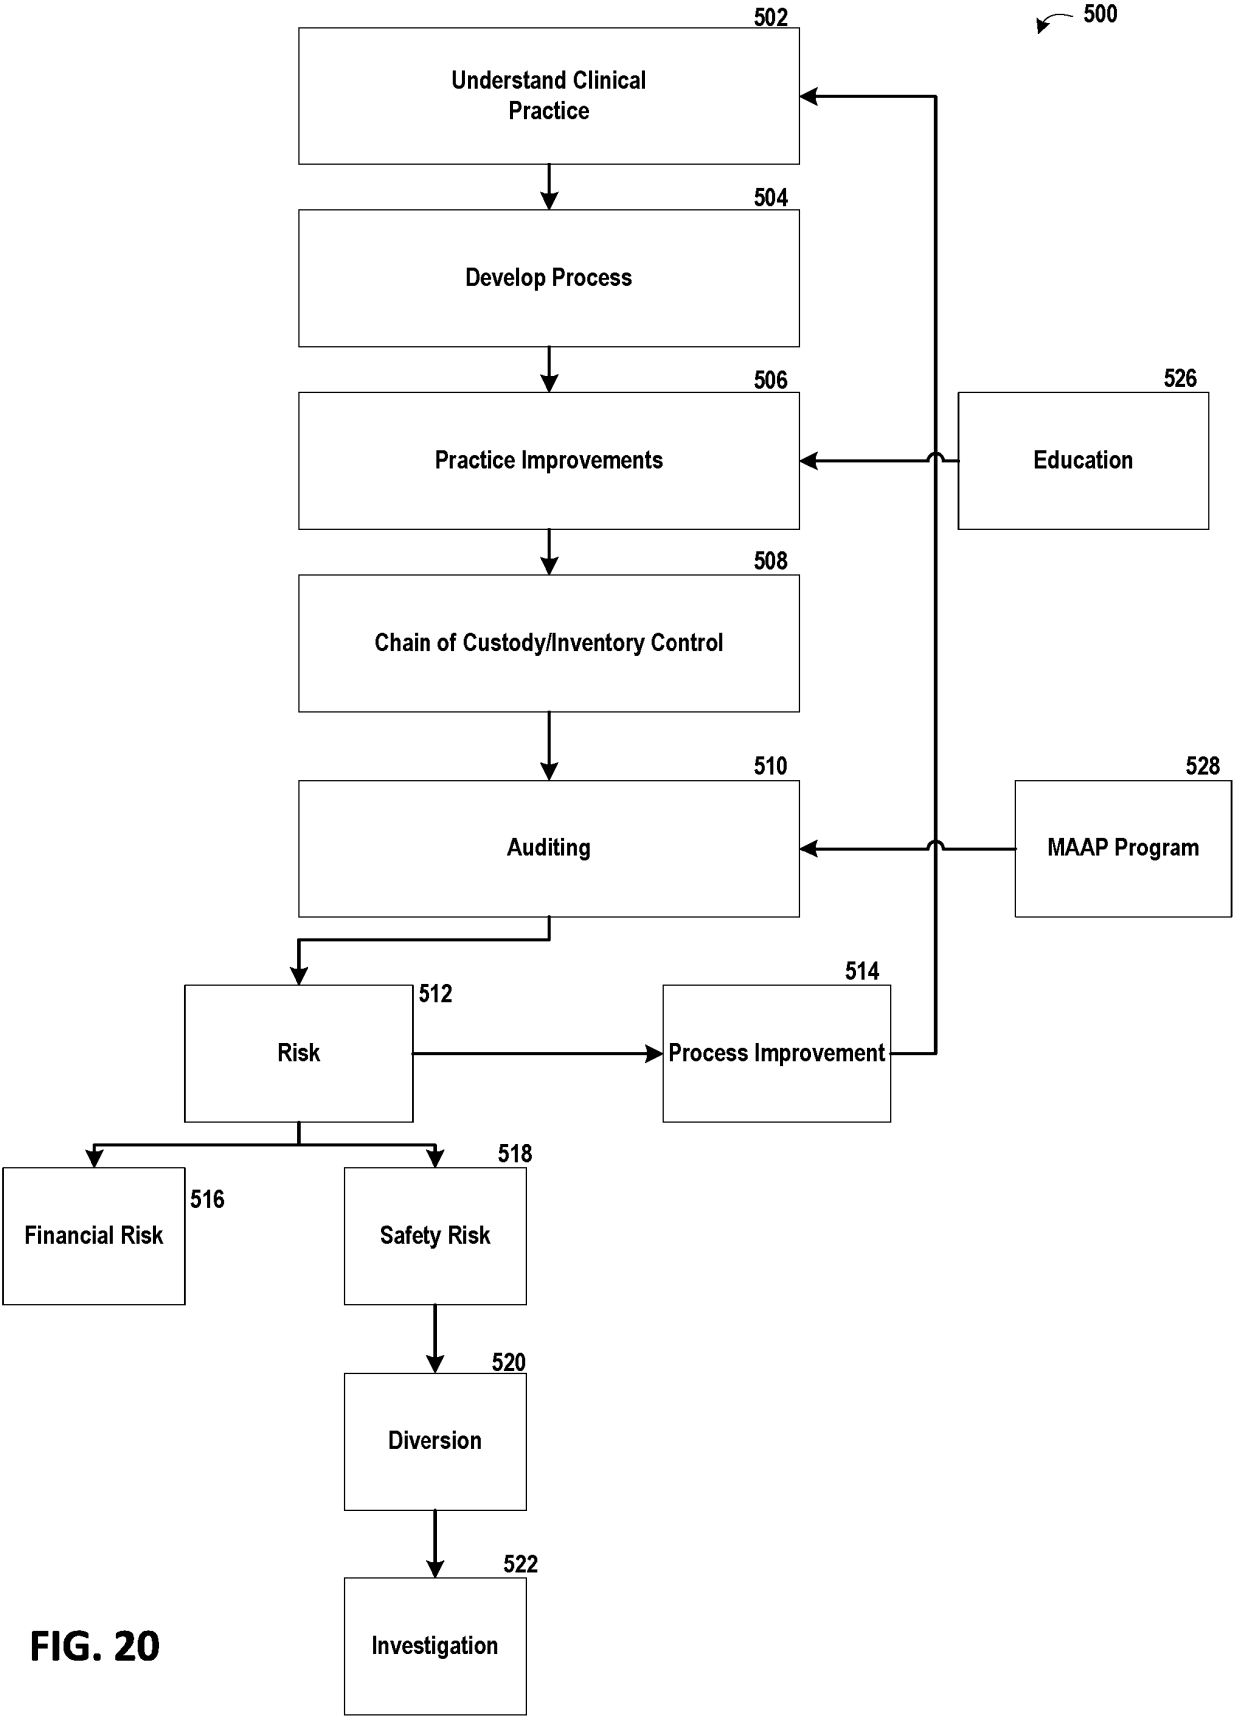 502
500
Understand Clinical
Practice
504
Develop Process
506
526
Practice Improvements
Education
508
Chain of Custody/Inventory Control
510
528
Auditing
MAAP Program
512
514
Risk
Process Improvement
518
516
Financial Risk
Safety Risk
520
Diversion
522
Investigation
FIG. 20